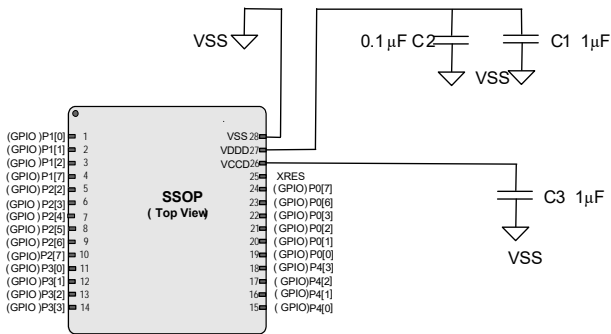 VSS
0.1 µF C2
C1 1µF
VSS
VSS 28
VDDD 27
VCCD 26
C3 1µF
VSS
SSOP
( Top View)
(GPIO )P1[0] 1
(GPIO )P1[1] 2
(GPIO )P1[2] 3
(GPIO )P1[7] 4
(GPIO )P2[2] 5
(GPIO )P2[3] 6
(GPIO )P2[4] 7
(GPIO )P2[5] 8
(GPIO )P2[6] 9
(GPIO )P2[7] 10
(GPIO )P3[0] 11
(GPIO )P3[1] 12
(GPIO )P3[2] 13
(GPIO )P3[3] 14
25 XRES
24 (GPIO) P0[7]
23 (GPIO) P0[6]
22 (GPIO) P0[3]
21 (GPIO) P0[2]
20 (GPIO) P0[1]
19 (GPIO) P0[0]
18 (GPIO) P4[3]
17 (GPIO) P4[2]
16 (GPIO) P4[1]
15 (GPIO) P4[0]